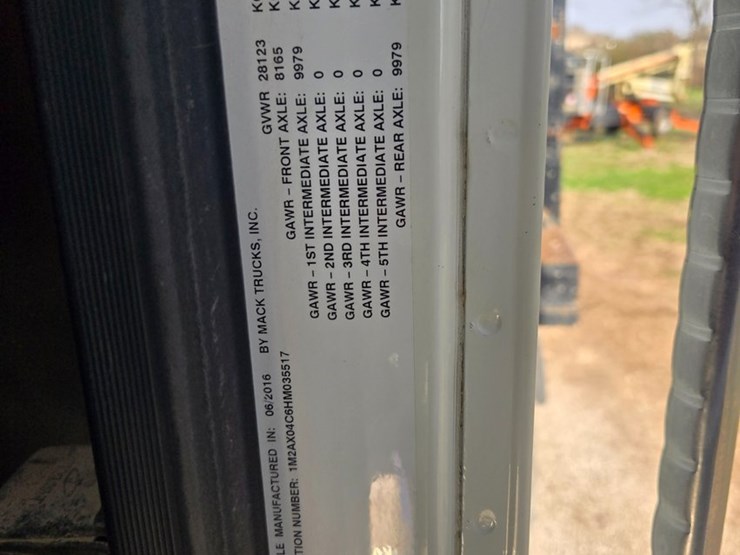 LE MANUFACTURED IN: 06/2016 BY MACK TRUCKS, INC. GVWR 28123 K
TION NUMBER: 1M2AX04C6HM035517 GAWR – FRONT AXLE: 8165 K
GAWR – 1ST INTERMEDIATE AXLE: 9979 K
GAWR – 2ND INTERMEDIATE AXLE: 0 K
GAWR – 3RD INTERMEDIATE AXLE: 0 K
GAWR – 4TH INTERMEDIATE AXLE: 0 K
GAWR – 5TH INTERMEDIATE AXLE: 0 K
GAWR – REAR AXLE: 9979 K